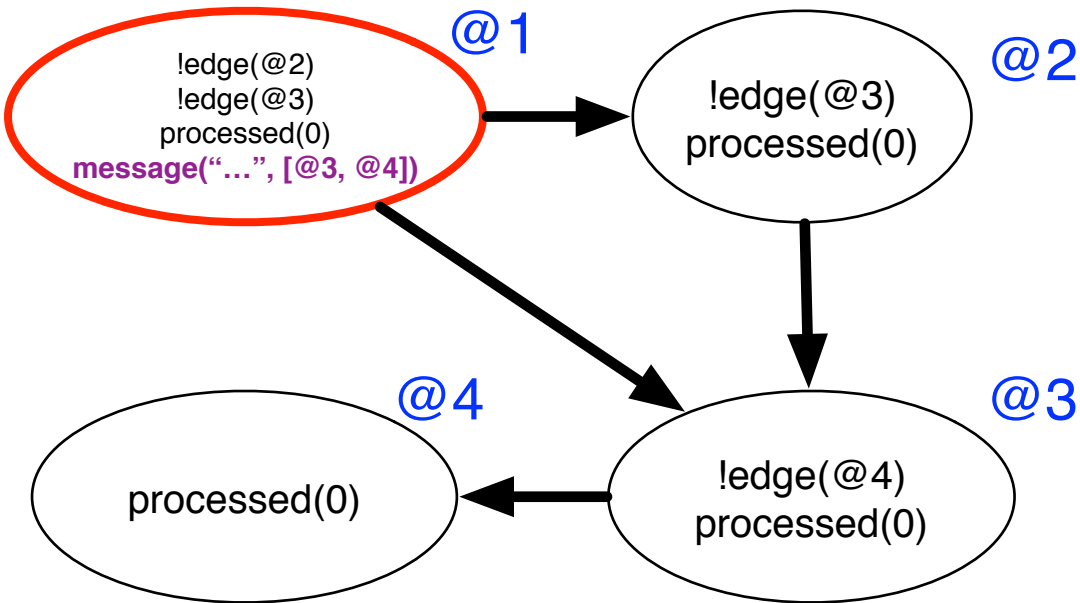 @1
!edge(@2)
!edge(@3)
processed(0)
message(“...”, [@3, @4])
@2
!edge(@3)
processed(0)
@4
processed(0)
@3
!edge(@4)
processed(0)